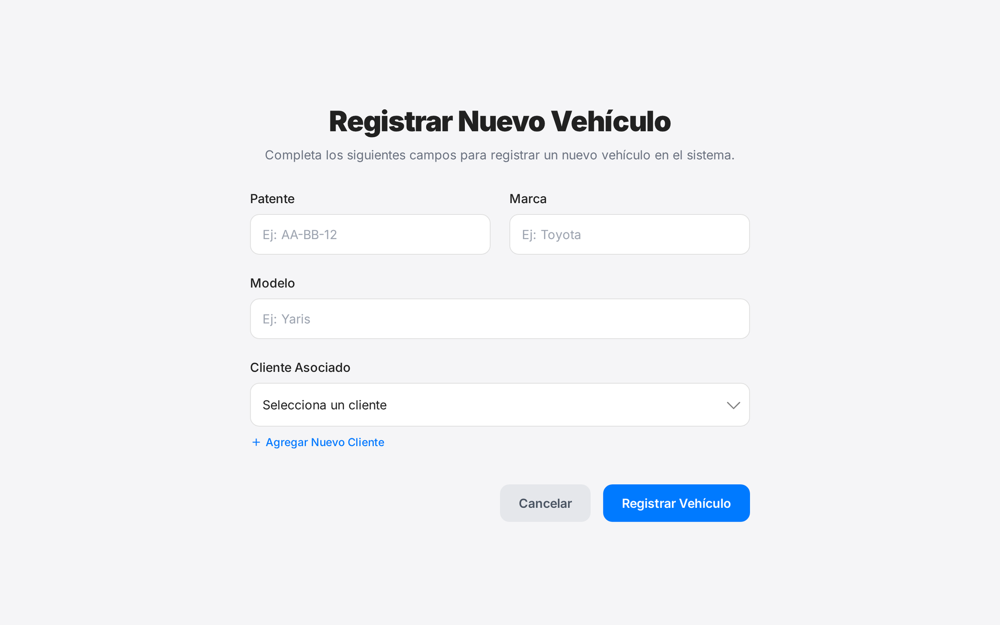 Registrar Nuevo Vehículo
Completa los siguientes campos para registrar un nuevo vehículo en el sistema.
Patente
Marca
Ej: AA-BB-12
Ej: Toyota
Modelo
Ej: Yaris
Cliente Asociado
Selecciona un cliente
+ Agregar Nuevo Cliente
Cancelar
Registrar Vehículo